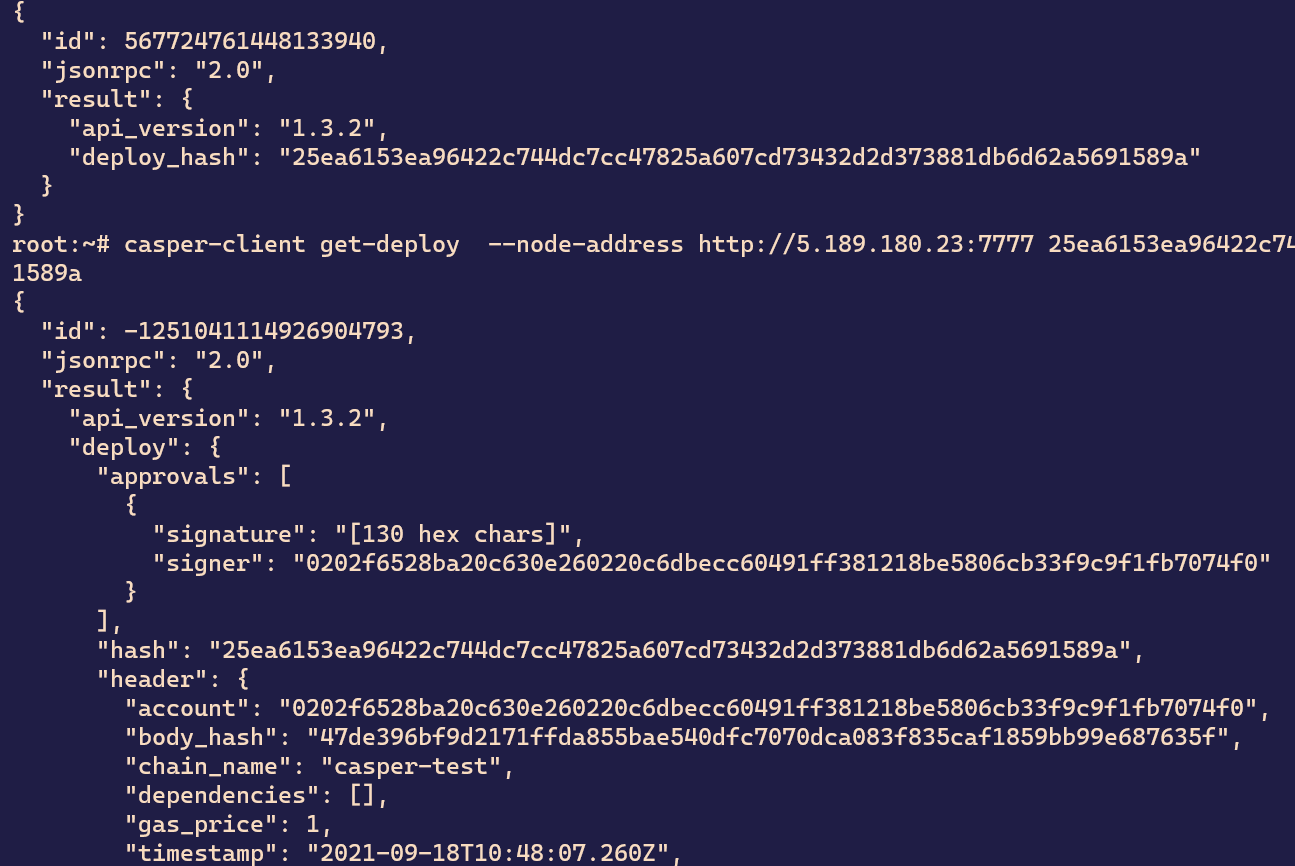 {
  "id": 567724761448133940,
  "jsonrpc": "2.0",
  "result": {
    "api_version": "1.3.2",
    "deploy_hash": "25ea6153ea96422c744dc7cc47825a607cd73432d2d373881db6d62a5691589a"
  }
}
root:~# casper-client get-deploy  --node-address http://5.189.180.23:7777 25ea6153ea96422c74
1589a
{
  "id": -1251041114926904793,
  "jsonrpc": "2.0",
  "result": {
    "api_version": "1.3.2",
    "deploy": {
      "approvals": [
        {
          "signature": "[130 hex chars]",
          "signer": "0202f6528ba20c630e260220c6dbecc60491ff381218be5806cb33f9c9f1fb7074f0"
        }
      ],
      "hash": "25ea6153ea96422c744dc7cc47825a607cd73432d2d373881db6d62a5691589a",
      "header": {
        "account": "0202f6528ba20c630e260220c6dbecc60491ff381218be5806cb33f9c9f1fb7074f0",
        "body_hash": "47de396bf9d2171ffda855bae540dfc7070dca083f835caf1859bb99e687635f",
        "chain_name": "casper-test",
        "dependencies": [],
        "gas_price": 1,
        "timestamp": "2021-09-18T10:48:07.260Z",